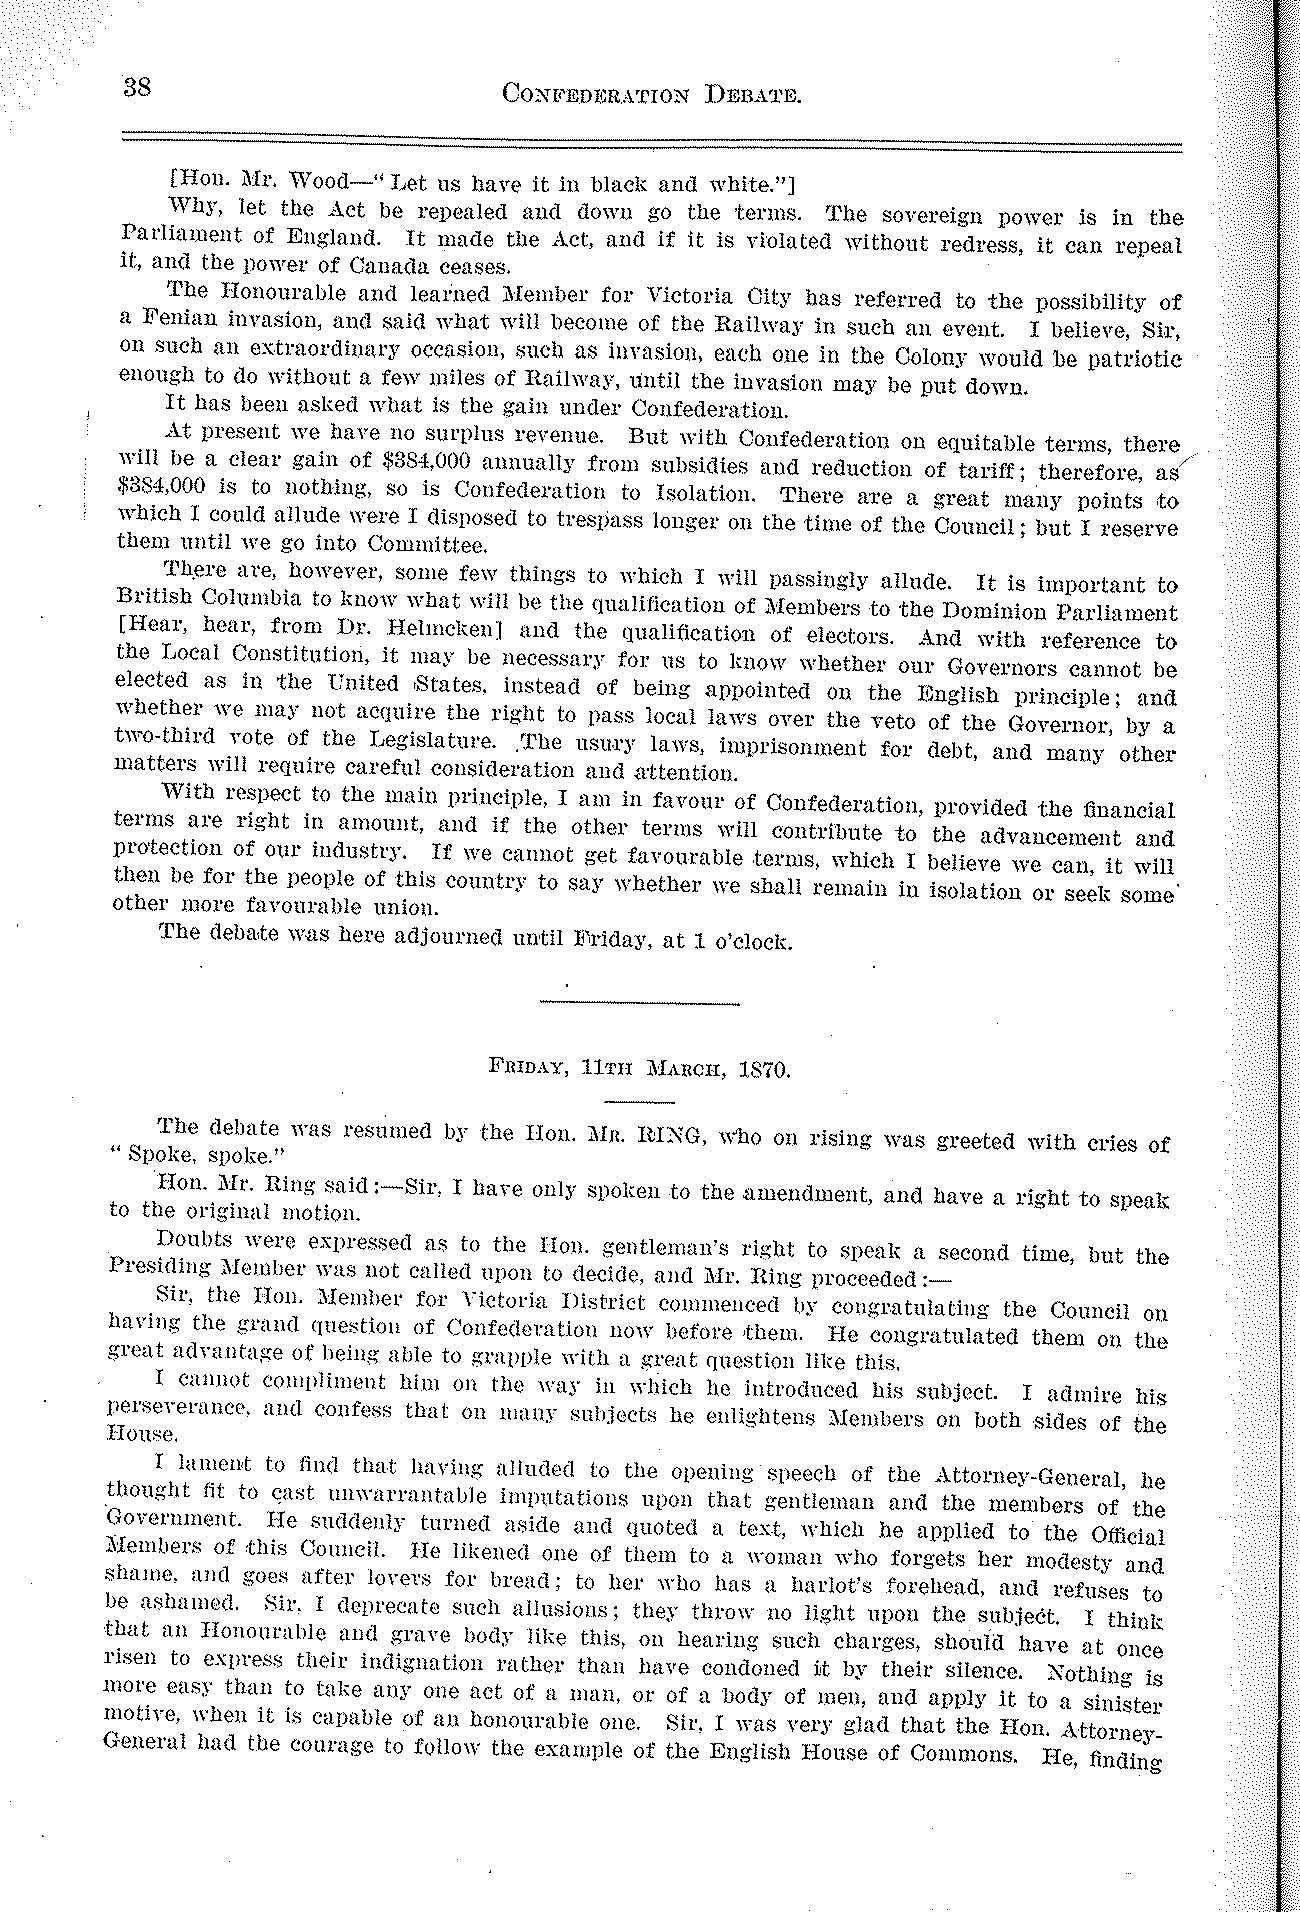 38
CONFEDERATION DEBATE.
[Hon. Mr. Wood—“ Let us have it in black and white.”]
Why, let the Act be repealed and down go the terms. The sovereign power is in the
Parliament of England. It made the Act, and if it is violated without redress, it can repeal
it, and the power of Canada ceases.
The Honourable and learned Member for Victoria City has referred to the possibility of
a Fenian invasion, and said what will become of the Railway in such an event. I believe, Sir,
on such an extraordinary occasion, such as invasion, each one in the Colony would be patriotic
enough to do without a few miles of Railway, until the invasion may be put down.
It has been asked what is the gain under Confederation.
At present we have no surplus revenue. But with Confederation on equitable terms, there
will be a clear gain of $384,000 annually from subsidies and reduction of tariff; therefore, as
$384,000 is to nothing, so is Confederation to Isolation. There are a great many points to
which I could allude were I disposed to trespass longer on the time of the Council; but I reserve
them until we go into Committee.
There are, however, some few things to which I will passingly allude. It is important to
British Columbia to know what will be the qualification of Members to the Dominion Parliament
[Hear, hear, from Dr. Helmcken] and the qualification of electors. And with reference to
the Local Constitution, it may be necessary for us to know whether our Governors cannot be
elected as in the United States, instead of being appointed on the English principle; and
whether we may not acquire the right to pass local laws over the veto of the Governor, by a
two-third vote of the Legislature. The usury laws, imprisonment for debt, and many other
matters will require careful consideration and attention.
With respect to the main principle, I am in favour of Confederation, provided the financial
terms are right in amount, and if the other terms will contribute to the advancement and
protection of our industry. If we cannot get favourable terms, which I believe we can, it will
then be for the people of this country to say whether we shall remain in isolation or seek some
other more favourable union.
The debate was here adjourned until Friday, at 1 o’clock.
FRIDAY, 11TH MARCH, 1870.
The debate was resumed by the Hon. MR. RING, who on rising was greeted with cries of
“ Spoke, spoke.”
Hon. Mr. Ring said:—Sir, I have only spoken to the amendment, and have a right to speak
to the original motion.
Doubts were expressed as to the Hon. gentleman’s right to speak a second time, but the
Presiding Member was not called upon to decide, and Mr. Ring proceeded:—
Sir, the Hon. Member for Victoria District commenced by congratulating the Council on
having the grand question of Confederation now before them. He congratulated them on the
great advantage of being able to grapple with a great question like this.
I cannot compliment him on the way in which he introduced his subject. I admire his
perseverance, and confess that on many subjects he enlightens Members on both sides of the
House.
I lament to find that having alluded to the opening speech of the Attorney-General, he
thought fit to cast unwarrantable imputations upon that gentleman and the members of the
Government. He suddenly turned aside and quoted a text, which he applied to the Official
Members of this Council. He likened one of them to a woman who forgets her modesty and
shame, and goes after lovers for bread; to her who has a harlot’s forehead, and refuses to
be ashamed. Sir, I deprecate such allusions; they throw no light upon the subject. I think
that an Honourable and grave body like this, on hearing such charges, should have at once
risen to express their indignation rather than have condoned it by their silence. Nothing is
more easy than to take any one act of a man, or of a body of men, and apply it to a sinister
motive, when it is capable of an honourable one. Sir, I was very glad that the Hon. Attorney-
General had the courage to follow the example of the English House of Commons. He, finding